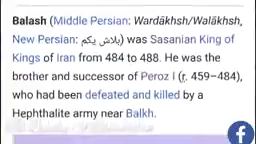 Balash (Middle Persian: Wardākhsh/Walākhsh,
New Persian: بلاش یکم) was Sasanian King of
Kings of Iran from 484 to 488. He was the
brother and successor of Peroz I (r. 459–484),
who had been defeated and killed by a
Hephthalite army near Balkh.
f